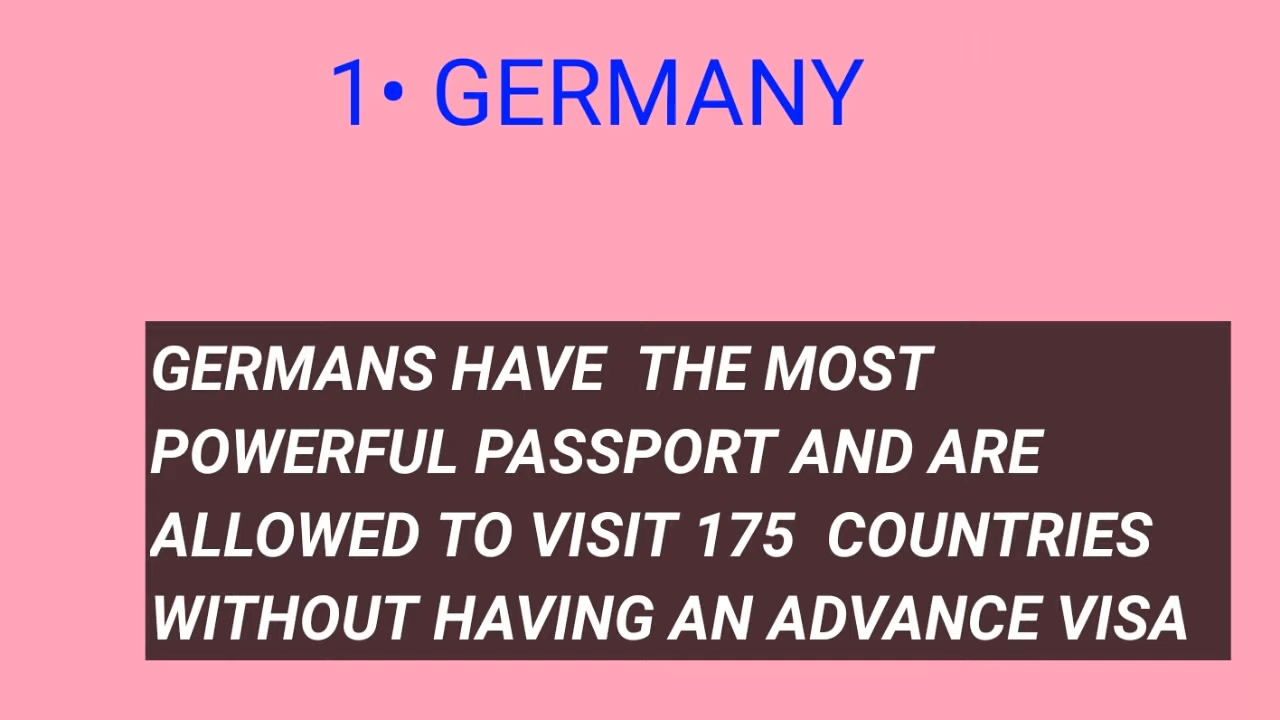 1• GERMANY
GERMANS HAVE  THE MOST
POWERFUL PASSPORT AND ARE
ALLOWED TO VISIT 175  COUNTRIES
WITHOUT HAVING AN ADVANCE VISA